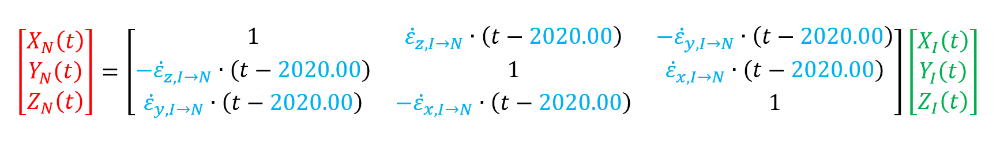 [X_N(t)] = [1 ε̇_{z,I→N} · (t − 2020.00) −ε̇_{y,I→N} · (t − 2020.00)] [X_I(t)]
[Y_N(t)] [−ε̇_{z,I→N} · (t − 2020.00) 1 ε̇_{x,I→N} · (t − 2020.00)] [Y_I(t)]
[Z_N(t)] [ε̇_{y,I→N} · (t − 2020.00) −ε̇_{x,I→N} · (t − 2020.00) 1] [Z_I(t)]